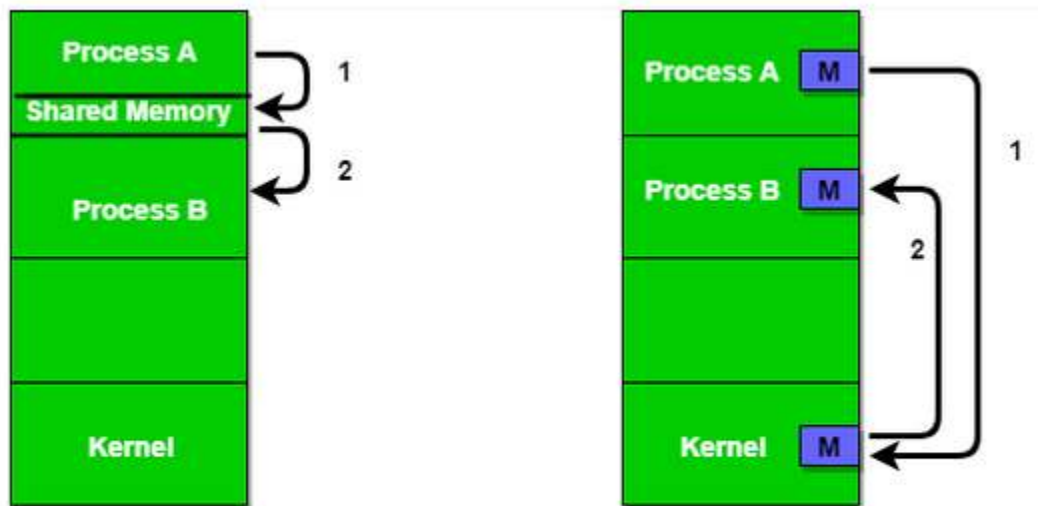 Process A
1
Shared Memory
2
Process B
Kernel
Process A M
1
Process B M
2
Kernel M